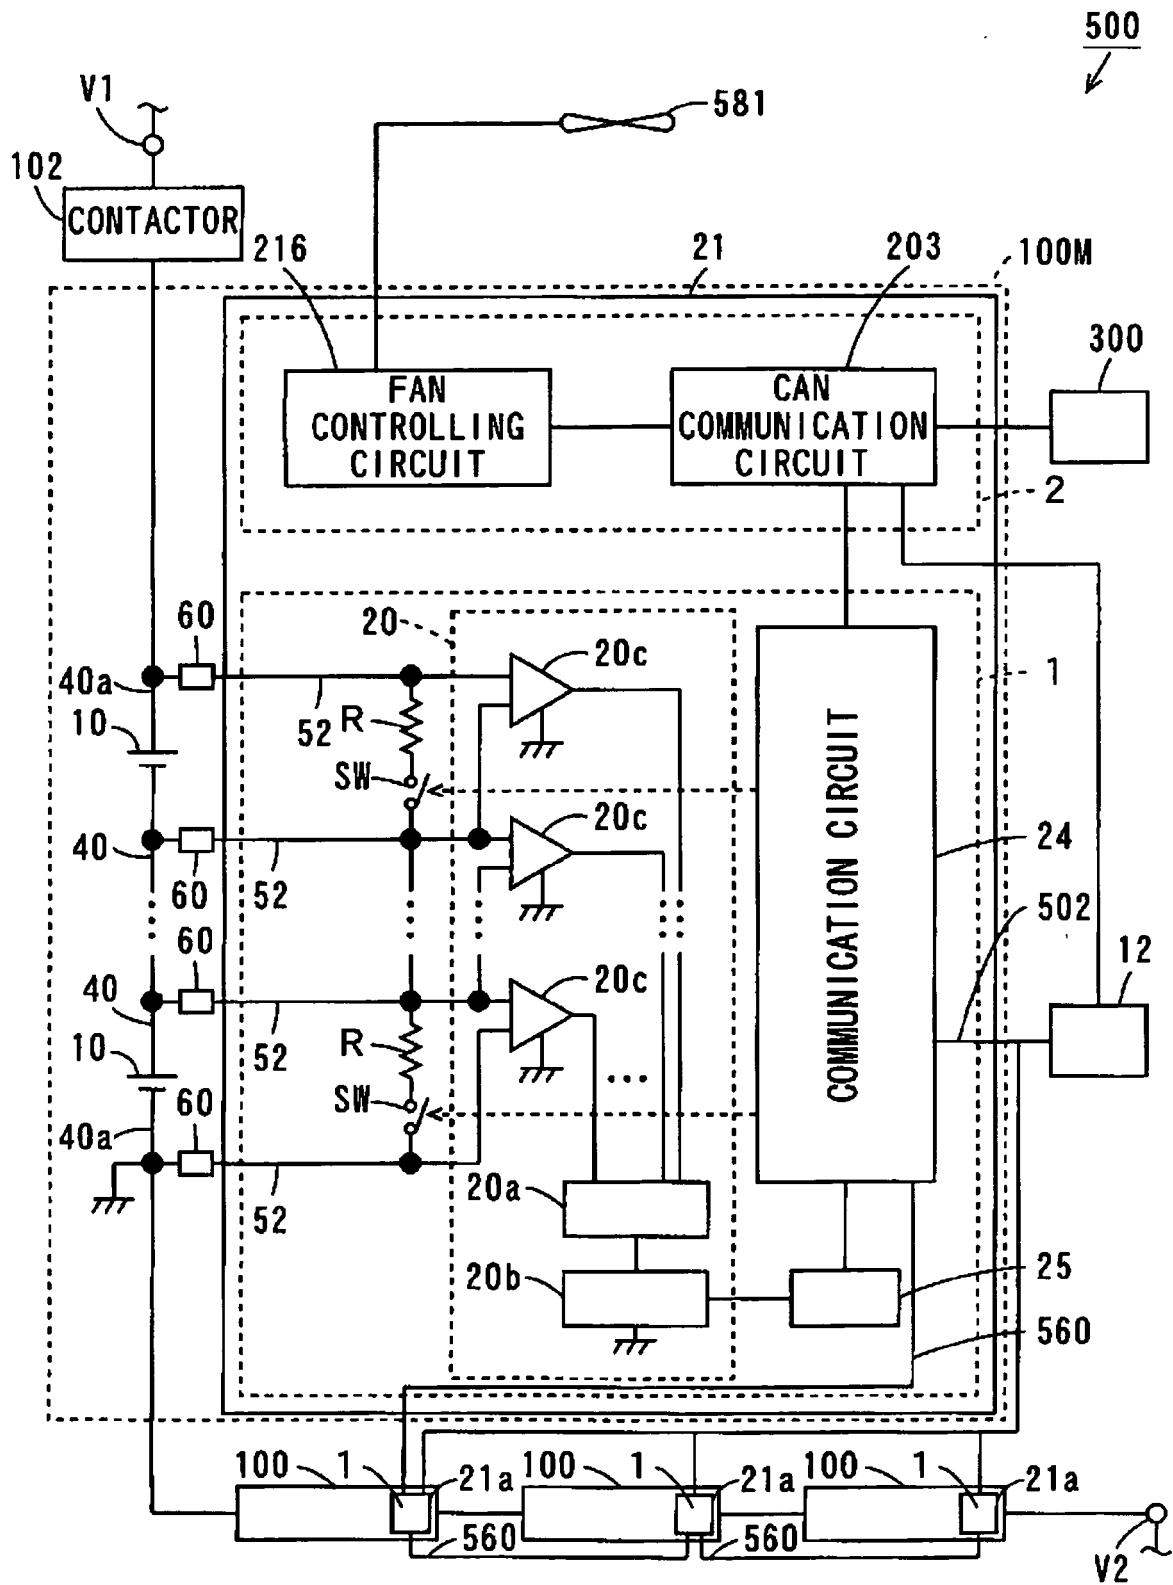 500
V1
581
102
CONTACTOR
216
21
203
100M
300
FAN
CONTROLLING
CIRCUIT
CAN
COMMUNICATION
CIRCUIT
2
60
20
20c
1
40a
52
R
10
SW
20c
COMMUNICATION CIRCUIT
24
40
60
52
502
60
12
40
20c
52
R
10
SW
60
40a
52
20a
20b
25
560
100
1
21a
100
1
21a
100
1
21a
560
560
V2